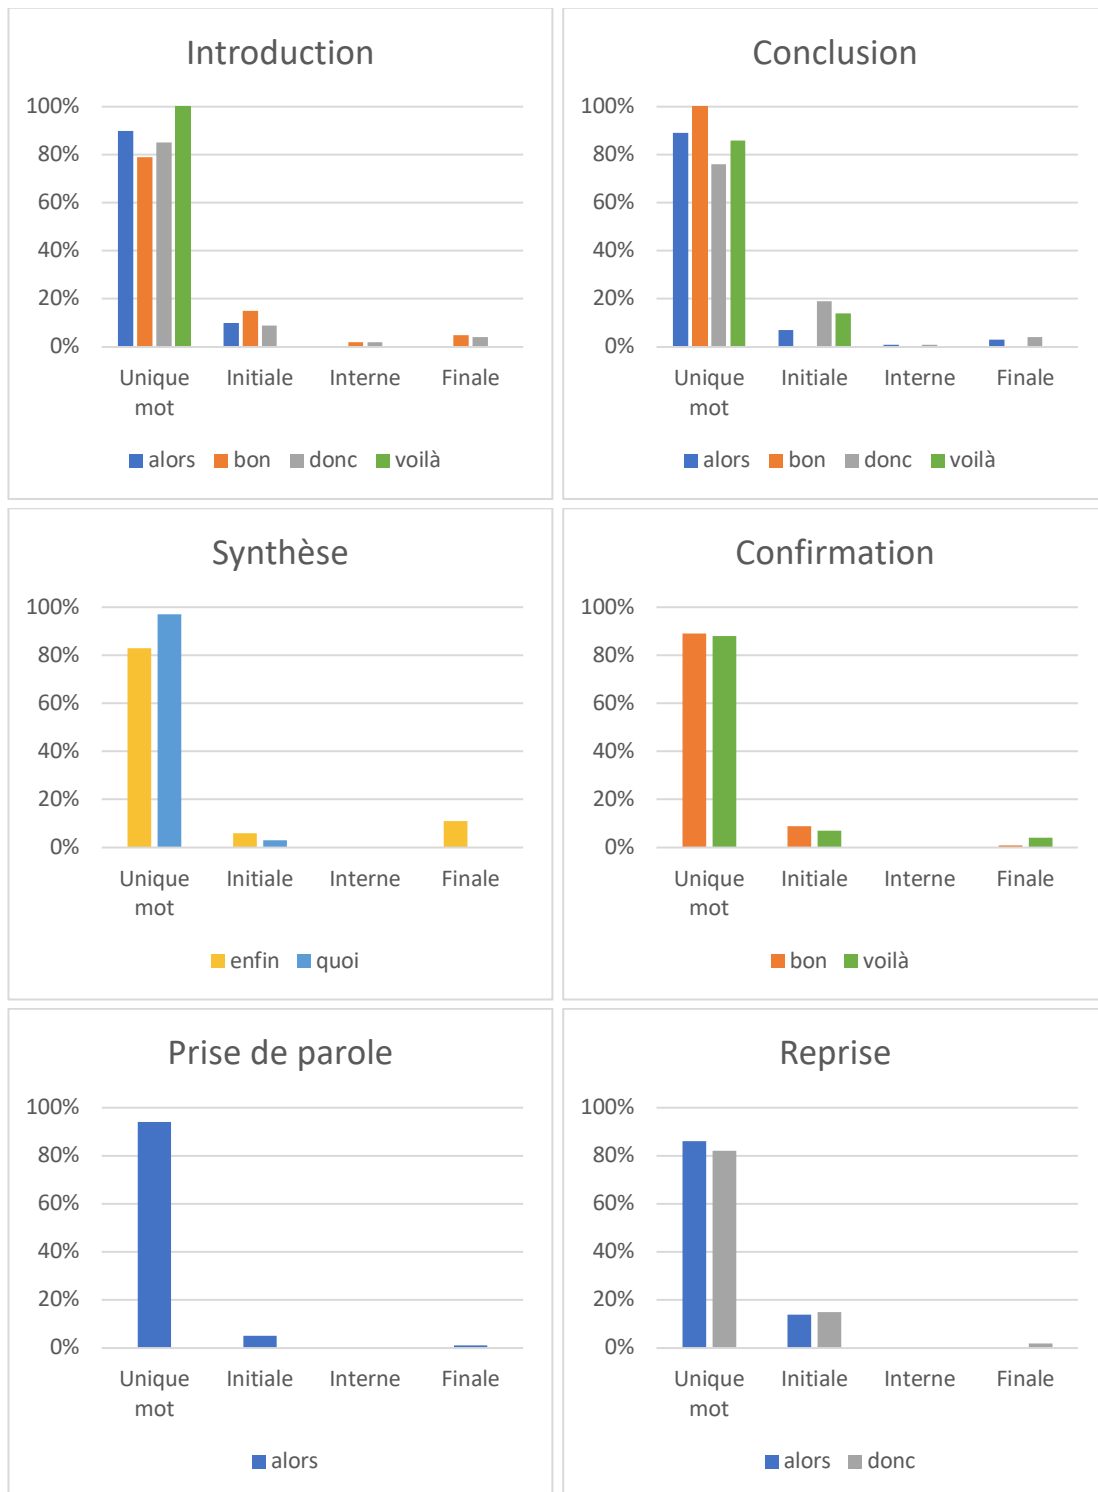 Introduction
100%
80%
60%
40%
20%
0%
Unique mot Initiale Interne Finale
alors bon donc voilà
Conclusion
100%
80%
60%
40%
20%
0%
Unique mot Initiale Interne Finale
alors bon donc voilà
Synthèse
100%
80%
60%
40%
20%
0%
Unique mot Initiale Interne Finale
enfin quoi
Confirmation
100%
80%
60%
40%
20%
0%
Unique mot Initiale Interne Finale
bon voilà
Prise de parole
100%
80%
60%
40%
20%
0%
Unique mot Initiale Interne Finale
alors
Reprise
100%
80%
60%
40%
20%
0%
Unique mot Initiale Interne Finale
alors donc